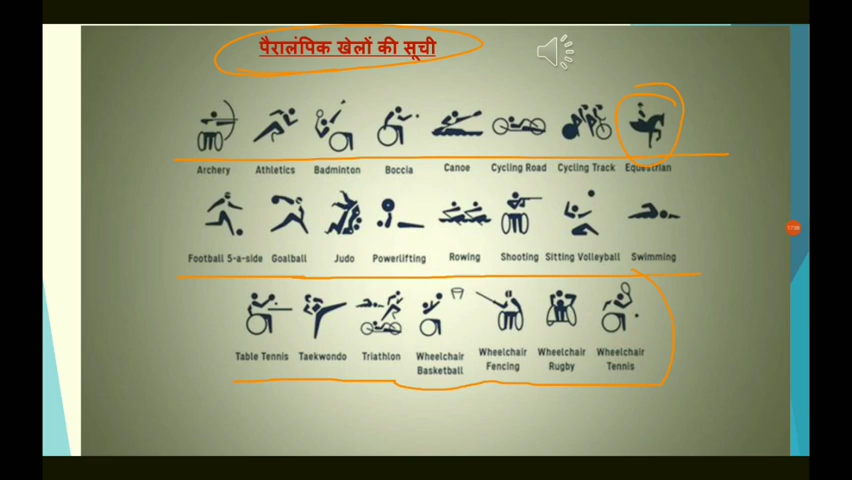 पैरालंपिक खेलों की सूची
Archery Athletics Badminton Boccia Canoe Cycling Road Cycling Track Equestrian
Football 5-a-side Goalball Judo Powerlifting Rowing Shooting Sitting Volleyball Swimming
Table Tennis Taekwondo Triathlon Wheelchair Basketball Wheelchair Fencing Wheelchair Rugby Wheelchair Tennis